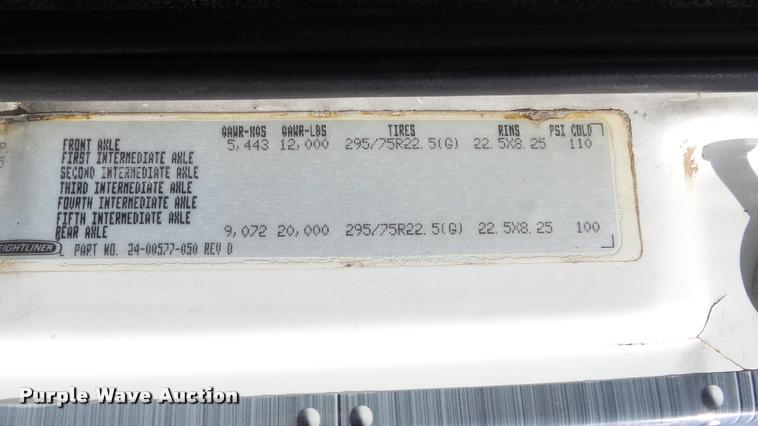 GAWR-KGS GAWR-LBS TIRES RIMS PSI COLD
FRONT AXLE 5,443 12,000 295/75R22.5(G) 22.5X8.25 110
FIRST INTERMEDIATE AXLE
SECOND INTERMEDIATE AXLE
THIRD INTERMEDIATE AXLE
FOURTH INTERMEDIATE AXLE
FIFTH INTERMEDIATE AXLE
REAR AXLE 9,072 20,000 295/75R22.5(G) 22.5X8.25 100
EIGHTLINER PART NO. 24-00577-050 REV D
Purple Wave Auction